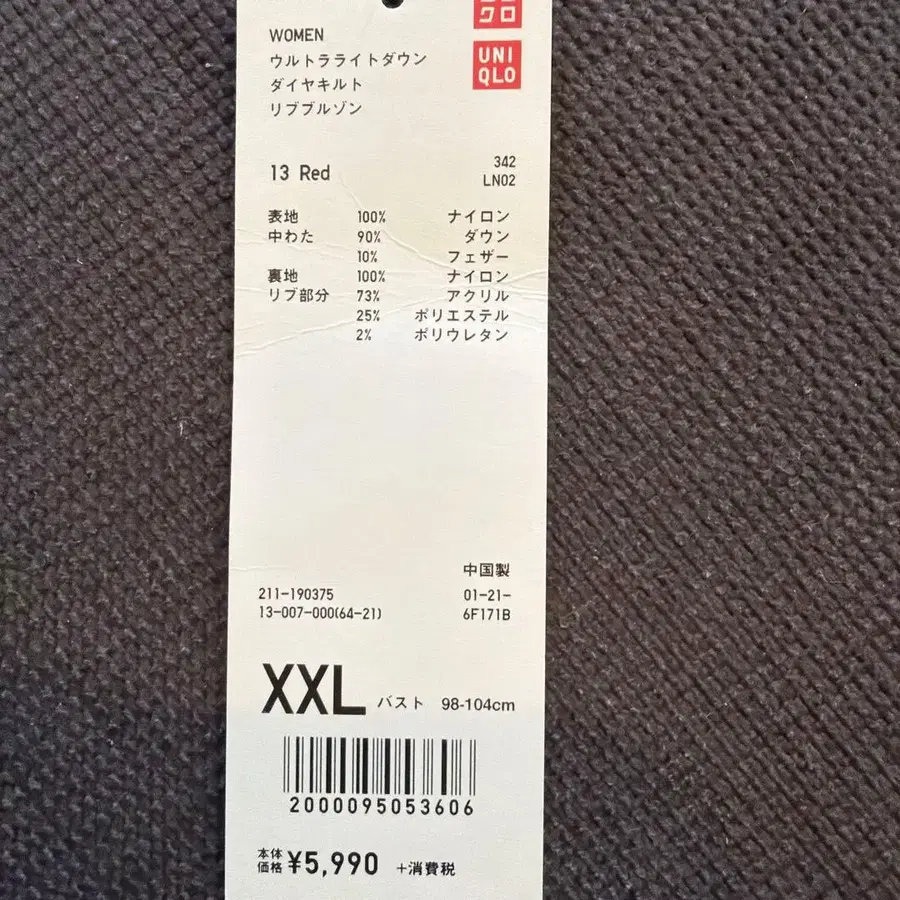 WOMEN
ウルトラライトダウン
ダイヤキルト
リブブルゾン
クロ
UNI
QLO
13 Red
342
LN02
表地 100% ナイロン
中わた 90% ダウン
10% フェザー
裏地 100% ナイロン
リブ部分 73% アクリル
25% ポリエステル
2% ポリウレタン
中国製
211-190375 01-21-
13-007-000(64-21) 6F171B
XXL バスト 98-104cm
2000095053606
本体
価格 ¥5,990 +消費税